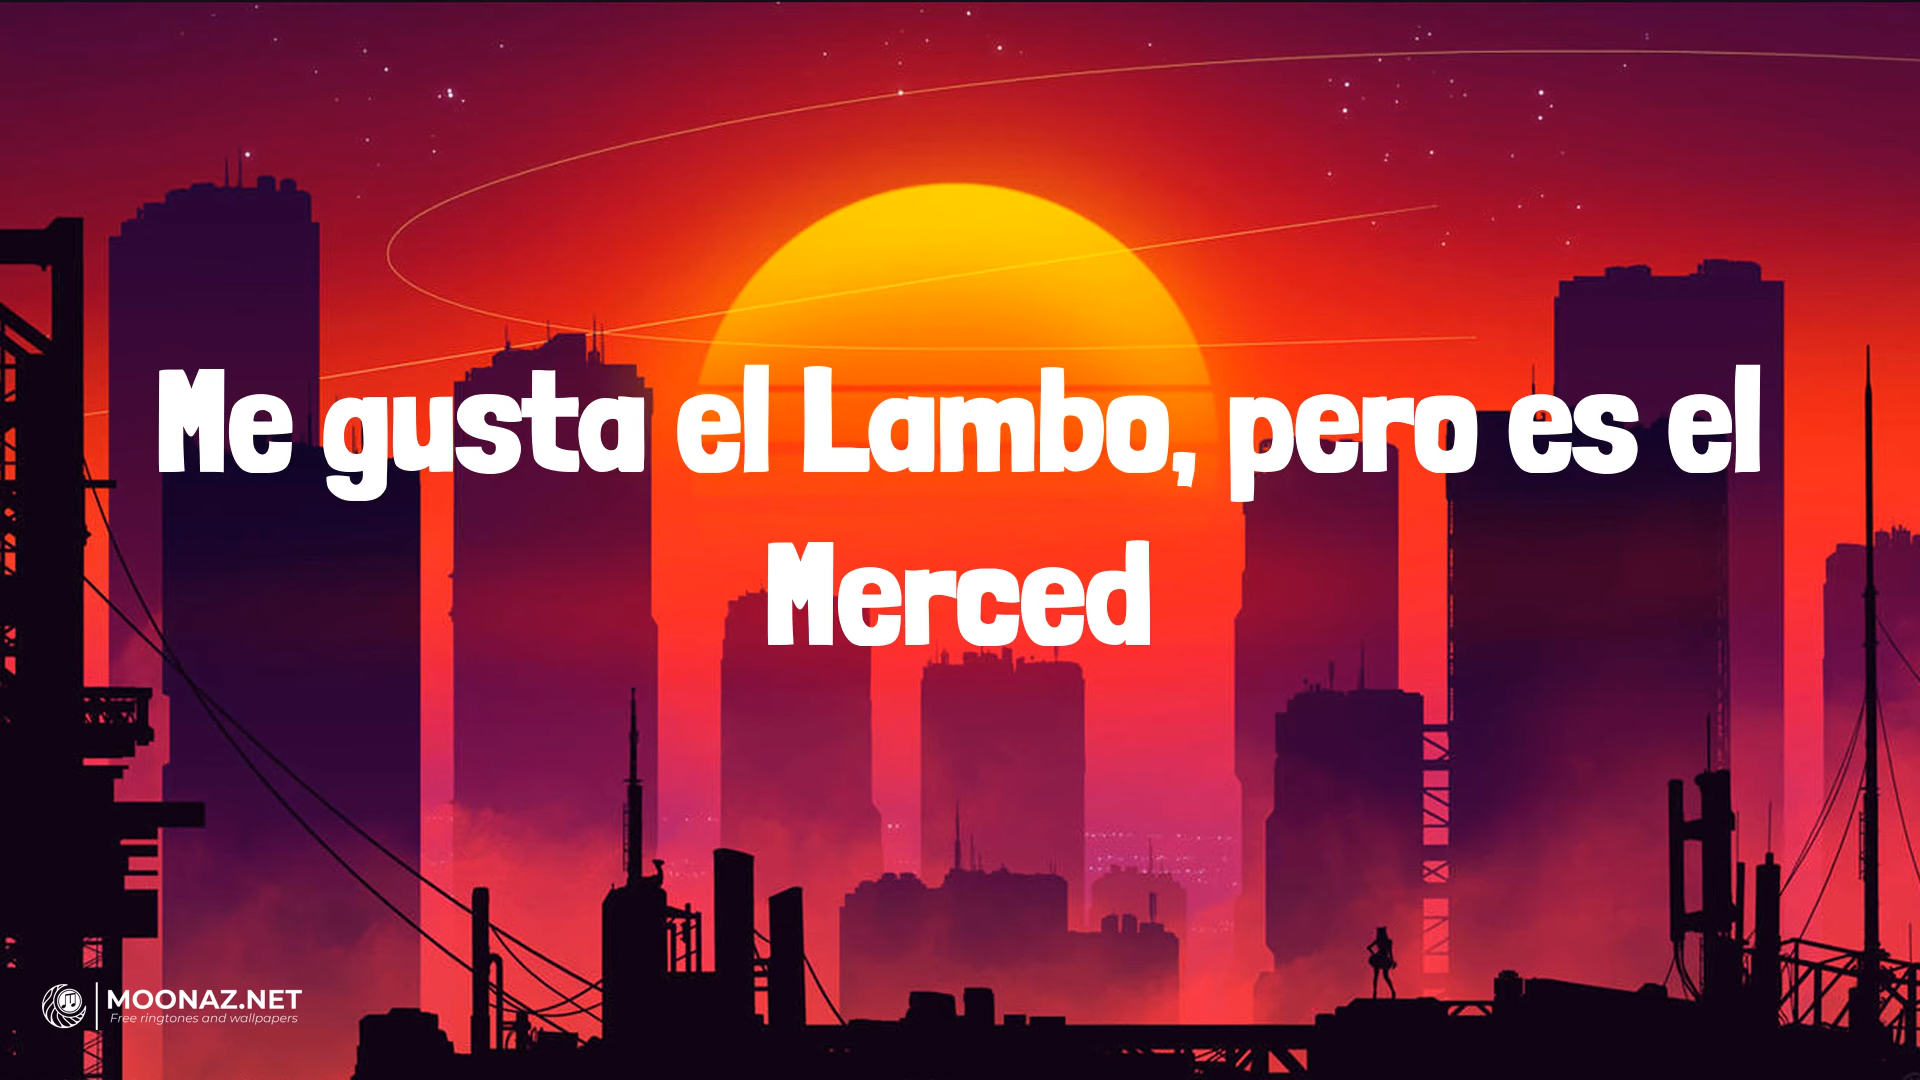 Me gusta el Lambo, pero es el
Merced
MOONAZ.NET
Free ringtones and wallpapers